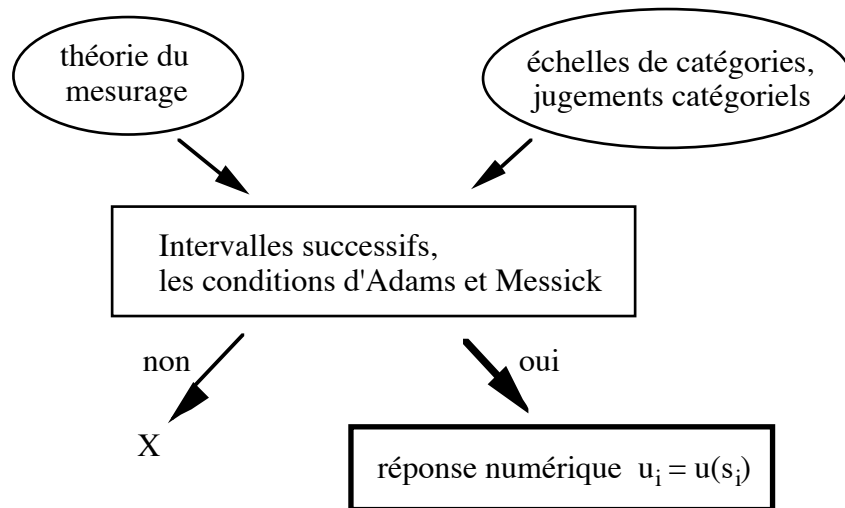 théorie du
mesurage
échelles de catégories,
jugements catégoriels
Intervalles successifs,
les conditions d'Adams et Messick
non
oui
X
réponse numérique u_i = u(s_i)